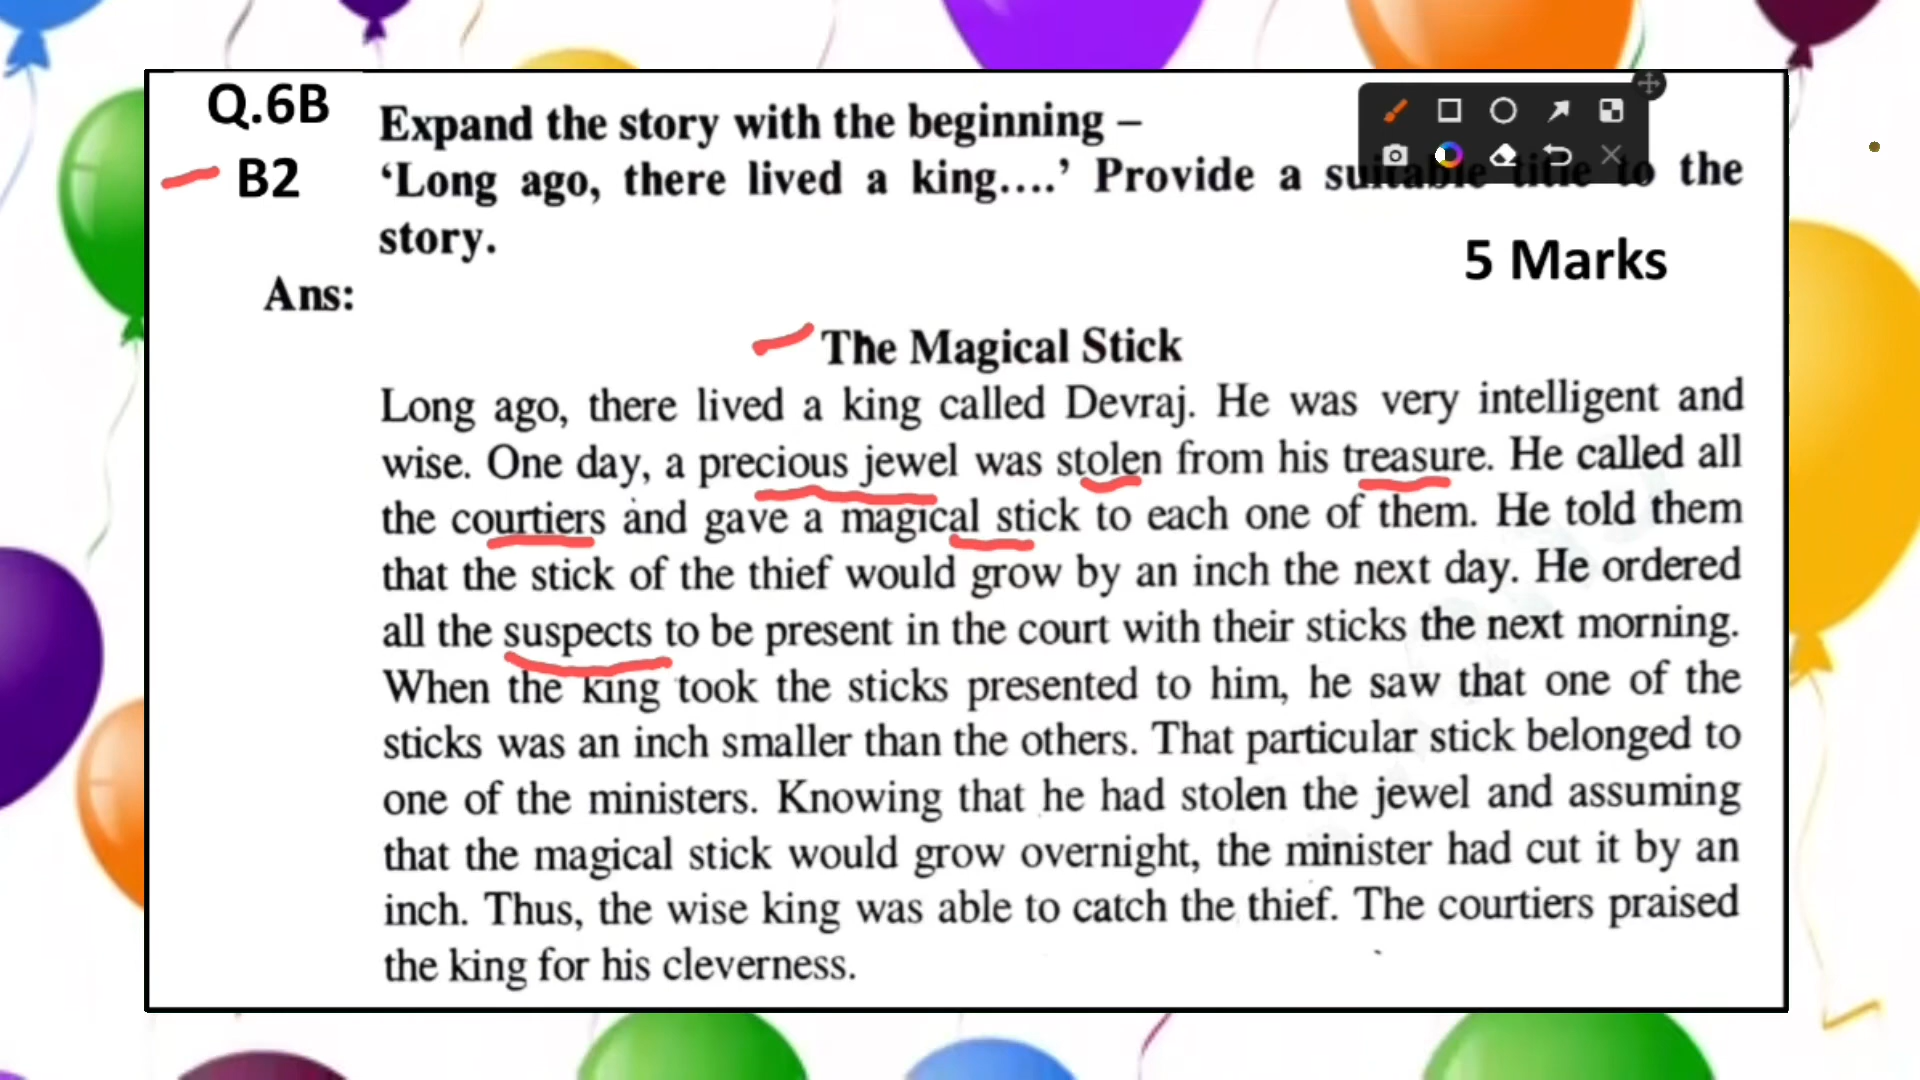 Q.6B
Expand the story with the beginning –
B2
‘Long ago, there lived a king....’ Provide a suitable title to the
story.
5 Marks
Ans:
The Magical Stick
Long ago, there lived a king called Devraj. He was very intelligent and
wise. One day, a precious jewel was stolen from his treasure. He called all
the courtiers and gave a magical stick to each one of them. He told them
that the stick of the thief would grow by an inch the next day. He ordered
all the suspects to be present in the court with their sticks the next morning.
When the king took the sticks presented to him, he saw that one of the
sticks was an inch smaller than the others. That particular stick belonged to
one of the ministers. Knowing that he had stolen the jewel and assuming
that the magical stick would grow overnight, the minister had cut it by an
inch. Thus, the wise king was able to catch the thief. The courtiers praised
the king for his cleverness.